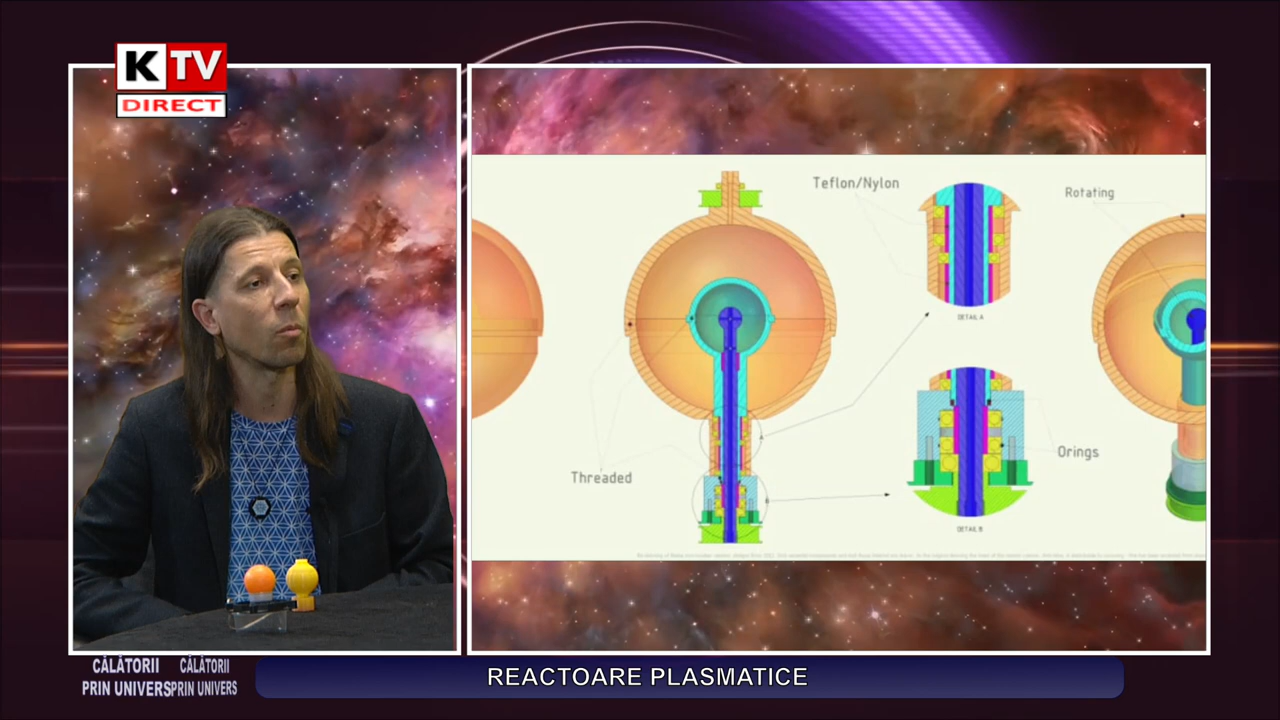 K TV
DIRECT
Teflon/Nylon
Rotating
DETAIL A
Threaded
Orings
DETAIL B
CĂLĂTORII
PRIN UNIVERS
CĂLĂTORII
PRIN UNIVERS
REACTOARE PLASMATICE